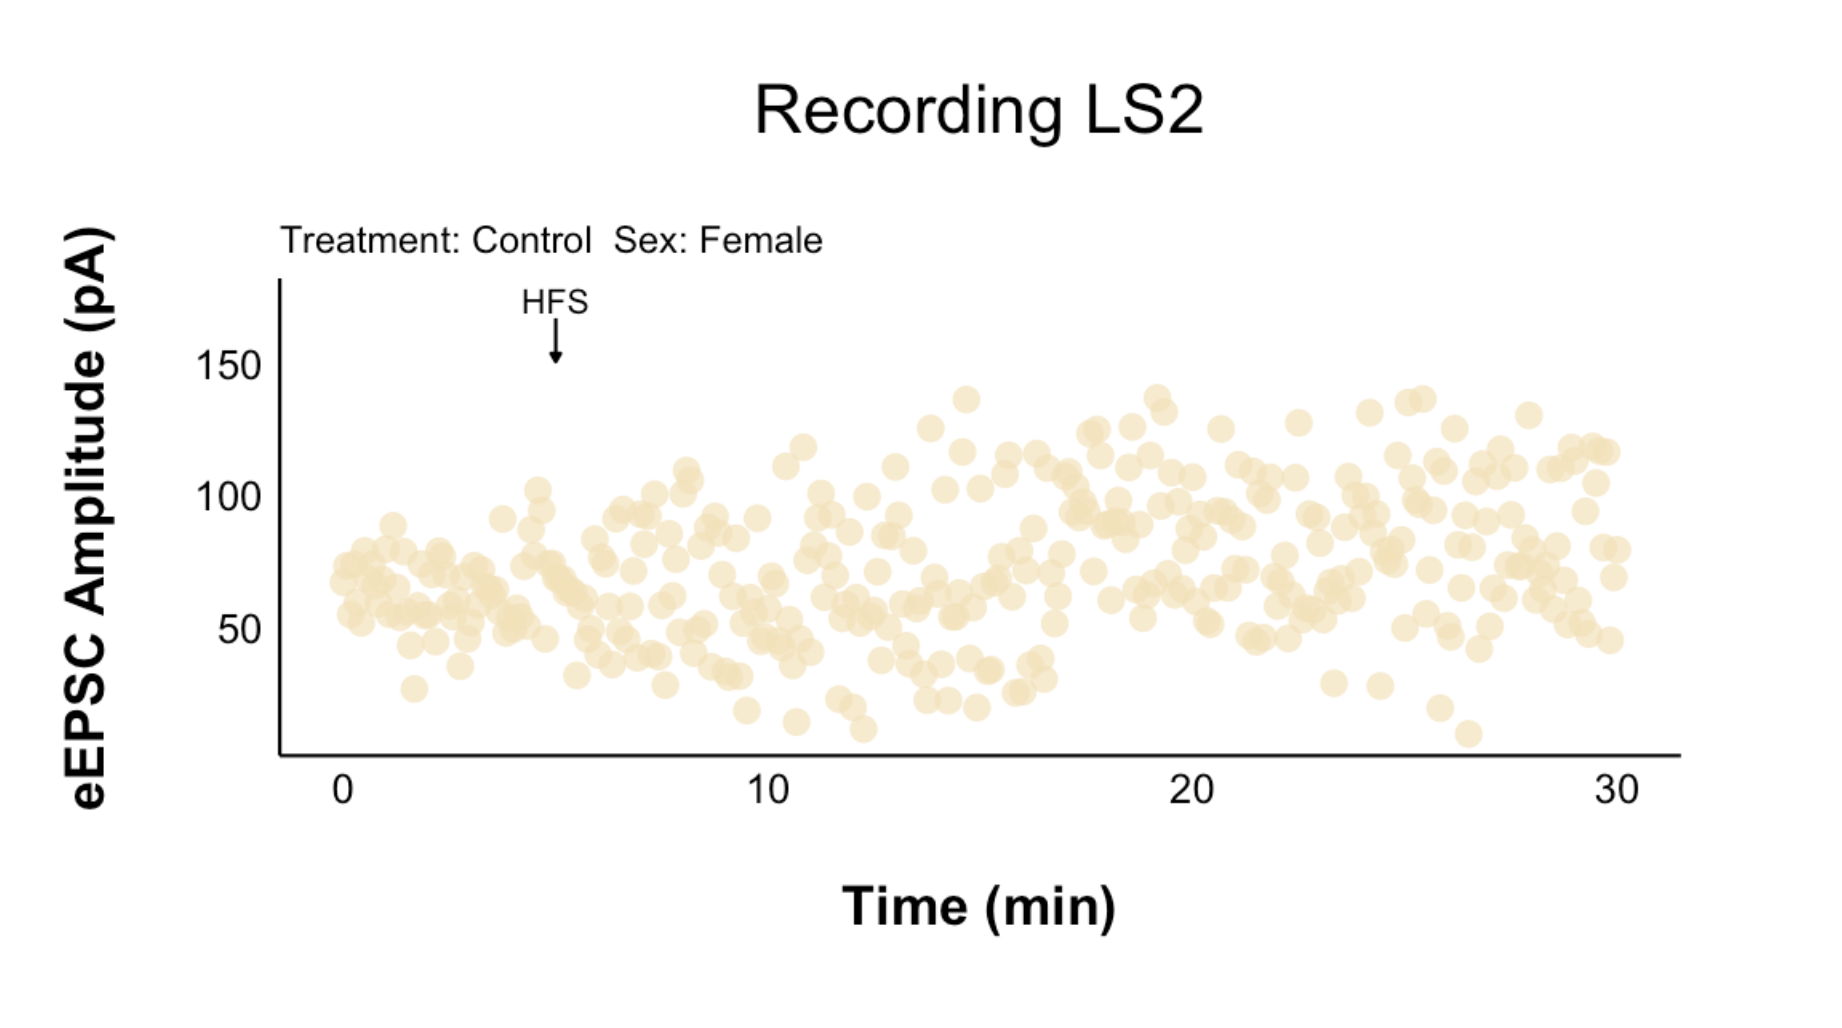 Recording LS2
Treatment: Control  Sex: Female
HFS
eEPSC Amplitude (pA)
150
100
50
0
10
20
30
Time (min)